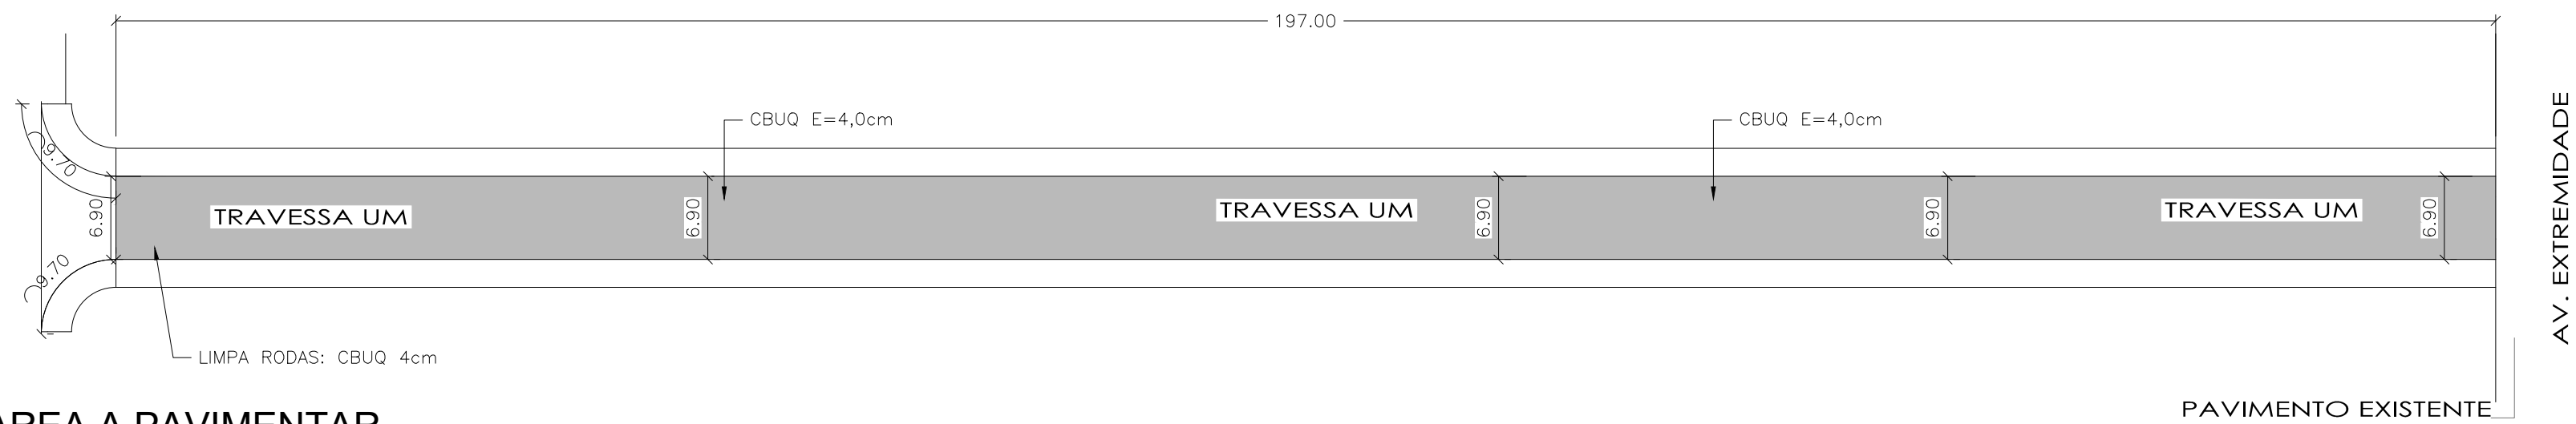 197.00
CBUQ E=4,0cm
CBUQ E=4,0cm
9.70
6.90
TRAVESSA UM
6.90
TRAVESSA UM
6.90
6.90
TRAVESSA UM
6.90
AV. EXTREMIDADE
9.70
LIMPA RODAS: CBUQ 4cm
PAVIMENTO EXISTENTE
A PAVIMENTAR